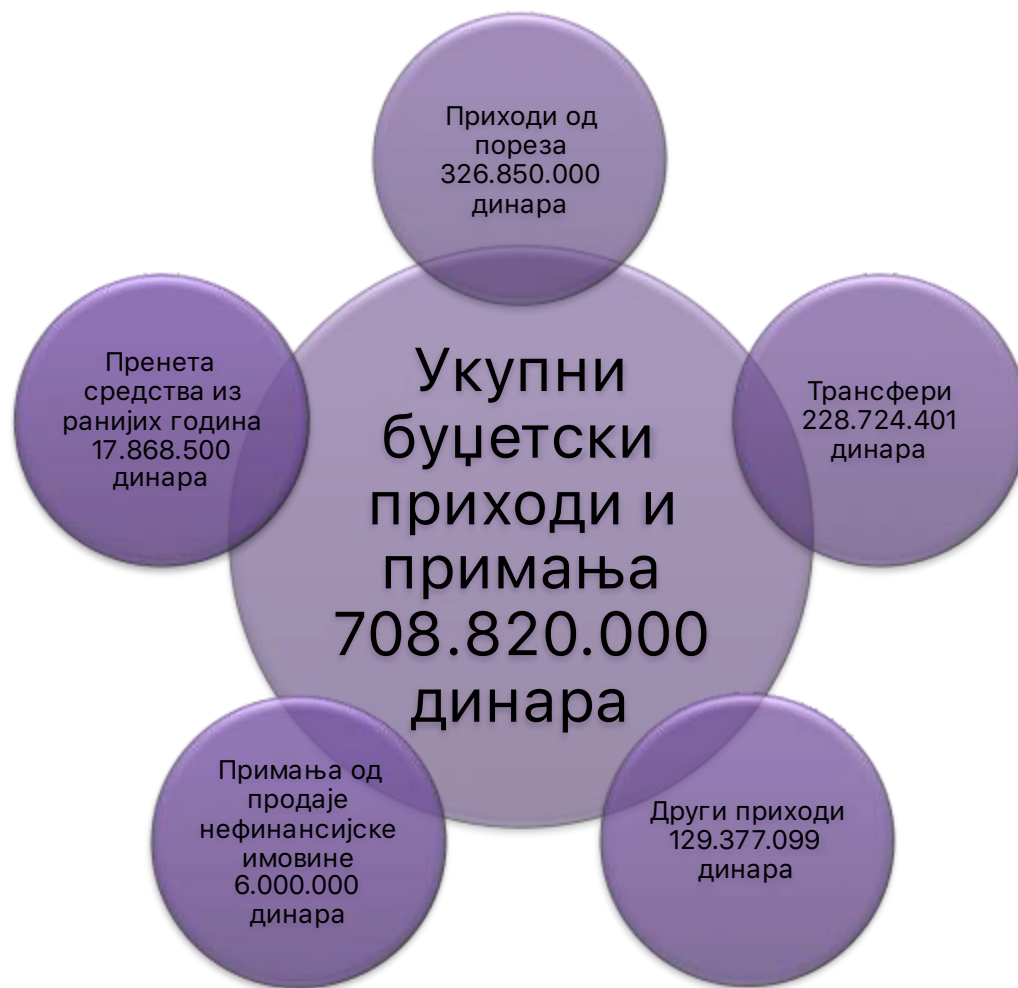 Приходи од
пореза
326.850.000
динара
Укупни
буџетски
приходи и
примања
708.820.000
динара
Трансфери
228.724.401
динара
Други приходи
129.377.099
динара
Примања од
продаје
нефинансијске
имовине
6.000.000
динара
Пренета
средства из
ранијих година
17.868.500
динара